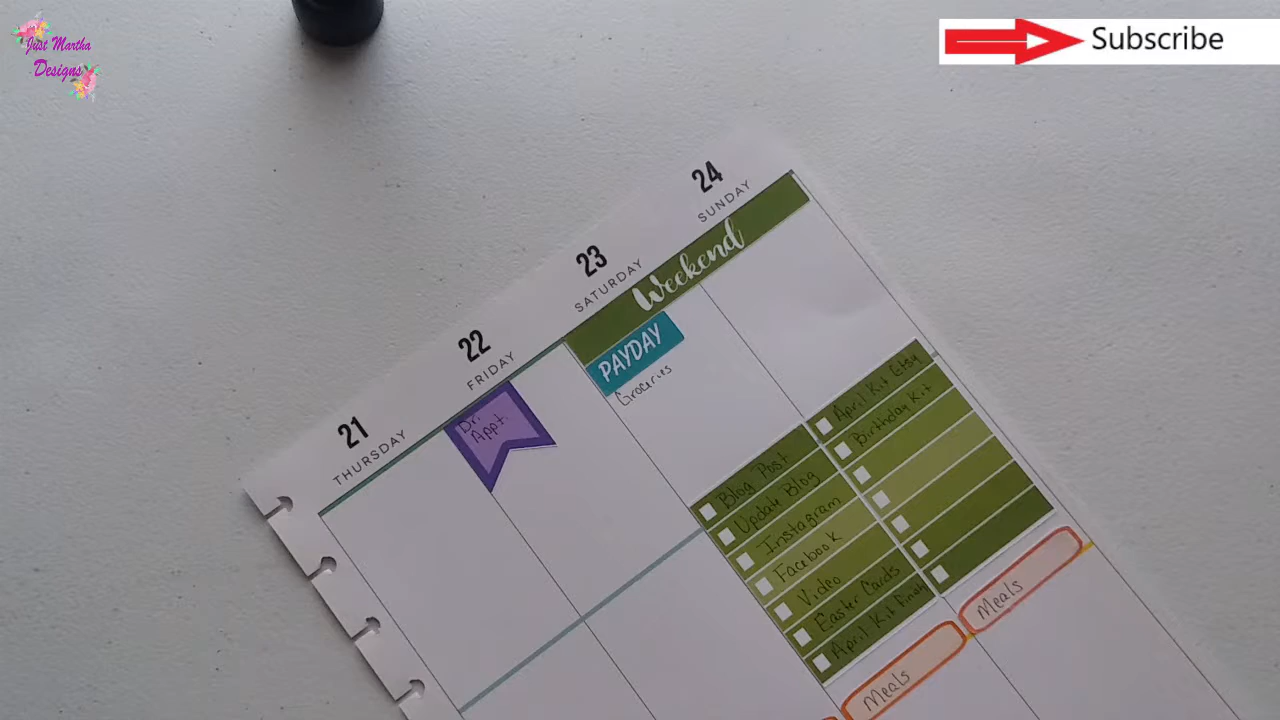 Just Martha
Designs
Subscribe
21
THURSDAY
22
FRIDAY
23
SATURDAY
24
SUNDAY
Weekend
Dr.
Appt.
PAYDAY
Groceries
Blog Post
Update Blog
Instagram
Facebook
Video
Easter Cards
April Kit Finish
April Kit Etsy
Birthday Kit
Meals
Meals